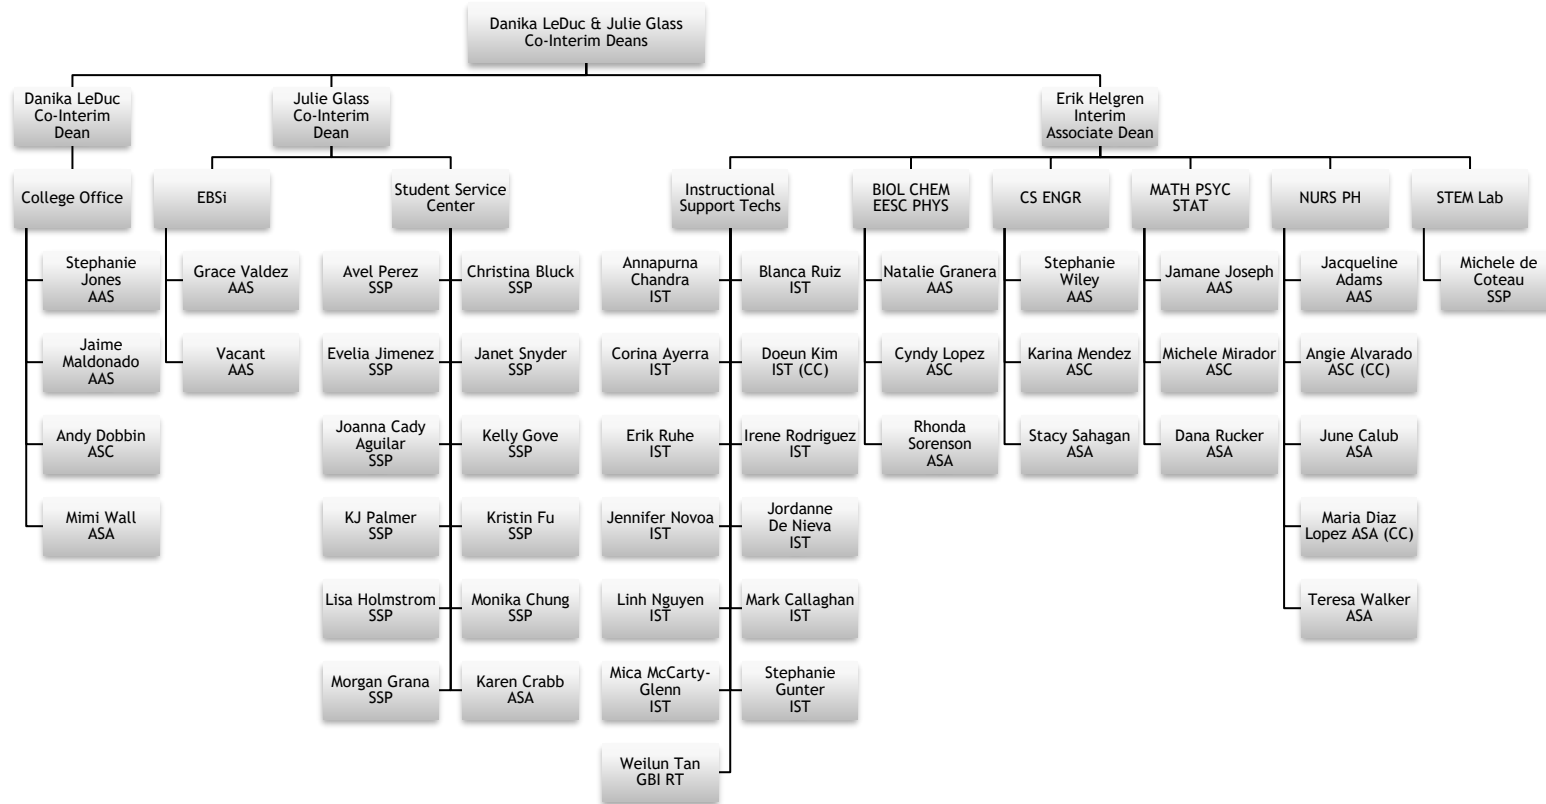 Danika LeDuc & Julie Glass
Co-Interim Deans
Danika LeDuc
Co-Interim
Dean
Julie Glass
Co-Interim
Dean
Erik Helgren
Interim
Associate Dean
College Office
EBSi
Student Service
Center
Instructional
Support Techs
BIOL CHEM
EESC PHYS
CS ENGR
MATH PSYC
STAT
NURS PH
STEM Lab
Stephanie
Jones
AAS
Jaime
Maldonado
AAS
Andy Dobbin
ASC
Mimi Wall
ASA
Grace Valdez
AAS
Vacant
AAS
Avel Perez
SSP
Christina Bluck
SSP
Evelia Jimenez
SSP
Janet Snyder
SSP
Joanna Cady
Aguilar
SSP
Kelly Gove
SSP
KJ Palmer
SSP
Kristin Fu
SSP
Lisa Holmstrom
SSP
Monika Chung
SSP
Morgan Grana
SSP
Karen Crabb
ASA
Annapurna
Chandra
IST
Blanca Ruiz
IST
Corina Ayerra
IST
Doeun Kim
IST (CC)
Erik Ruhe
IST
Irene Rodriguez
IST
Jennifer Novoa
IST
Jordanne
De Nieva
IST
Linh Nguyen
IST
Mark Callaghan
IST
Mica McCarty-
Glenn
IST
Stephanie
Gunter
IST
Weilun Tan
GBI RT
Natalie Granera
AAS
Cyndy Lopez
ASC
Rhonda
Sorenson
ASA
Stephanie
Wiley
AAS
Karina Mendez
ASC
Stacy Sahagan
ASA
Jamane Joseph
AAS
Michele Mirador
ASC
Dana Rucker
ASA
Jacqueline
Adams
AAS
Angie Alvarado
ASC (CC)
June Calub
ASA
Maria Diaz
Lopez ASA (CC)
Teresa Walker
ASA
Michele de
Coteau
SSP